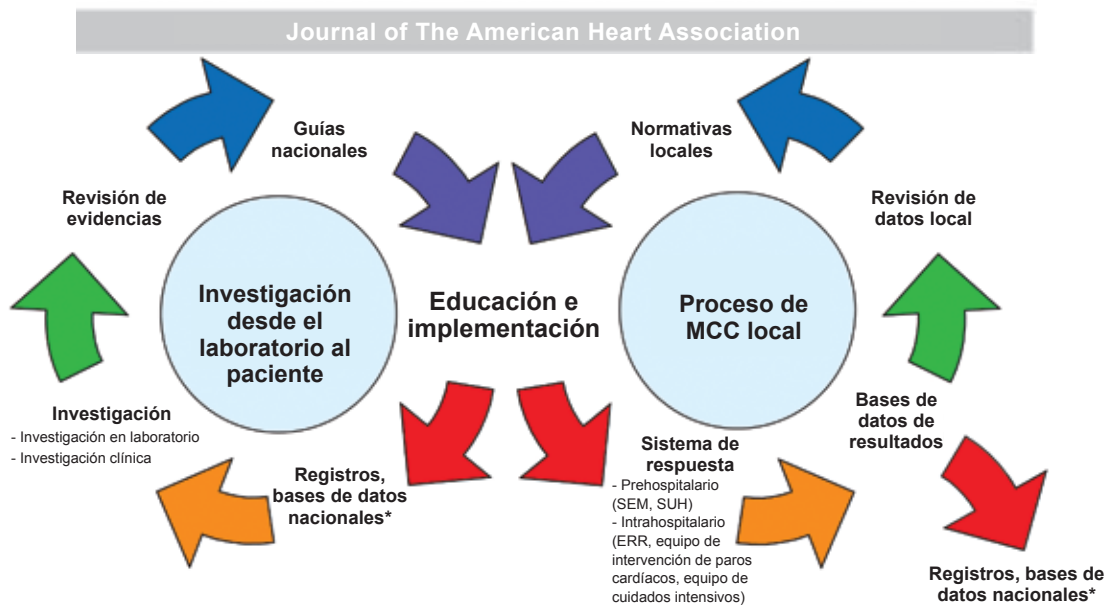 Journal of The American Heart Association
Guías
nacionales
Normativas
locales
Revisión de
evidencias
Revisión de
datos local
Investigación
desde el
laboratorio al
paciente
Educación e
implementación
Proceso de
MCC local
Investigación
- Investigación en laboratorio
- Investigación clínica
Registros,
bases de datos
nacionales*
Sistema de
respuesta
- Prehospitalario
(SEM, SUH)
- Intrahospitalario
(ERR, equipo de
intervención de paros
cardíacos, equipo de
cuidados intensivos)
Bases de
datos de
resultados
Registros, bases de
datos nacionales*